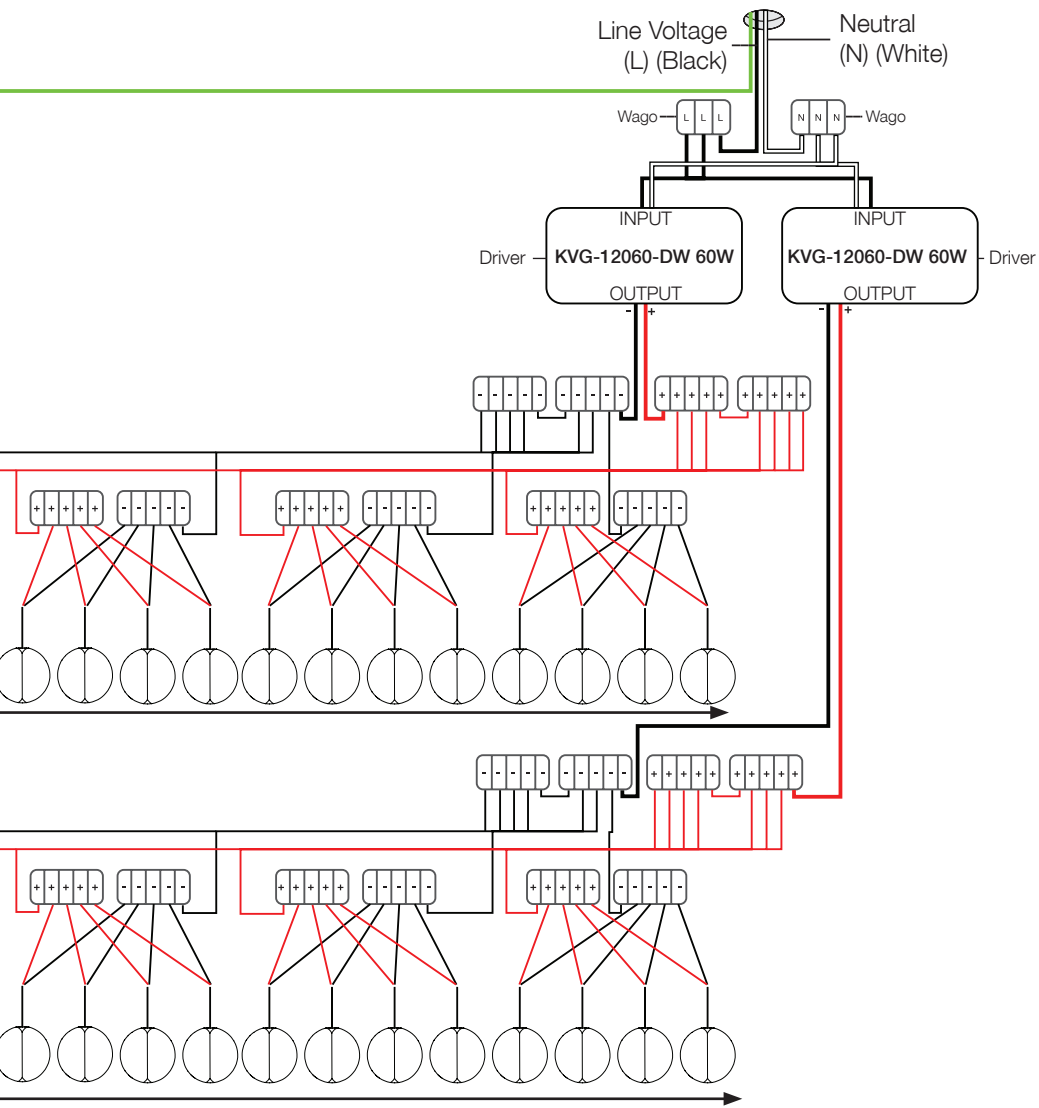 Line Voltage
(L) (Black)
Neutral
(N) (White)
Wago
L L L
N N N
Wago
INPUT
KVG-12060-DW 60W
OUTPUT
- +
Driver
INPUT
KVG-12060-DW 60W
OUTPUT
- +
Driver
- - - - -
- - - - -
+ + + + +
+ + + + +
+ + + + +
- - - - -
+ + + + +
- - - - -
+ + + + +
- - - - -
- - - - -
- - - - -
+ + + + +
+ + + + +
+ + + + +
- - - - -
+ + + + +
- - - - -
+ + + + +
- - - - -